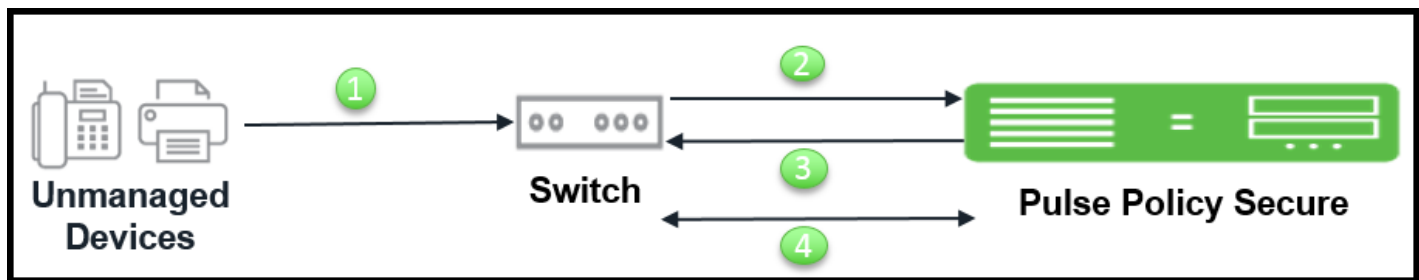 1
2
3
4
Unmanaged
Devices
Switch
Pulse Policy Secure